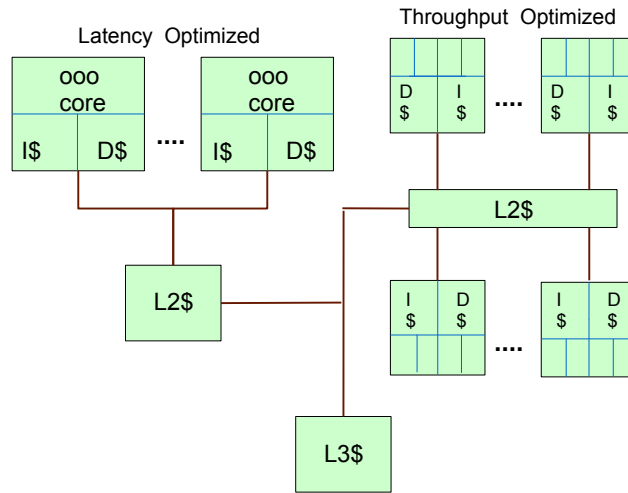 Latency Optimized
ooo
core
I$
D$
....
ooo
core
I$
D$
L2$
Throughput Optimized
D
$
I
$
....
D
$
I
$
L2$
I
$
D
$
....
I
$
D
$
L3$